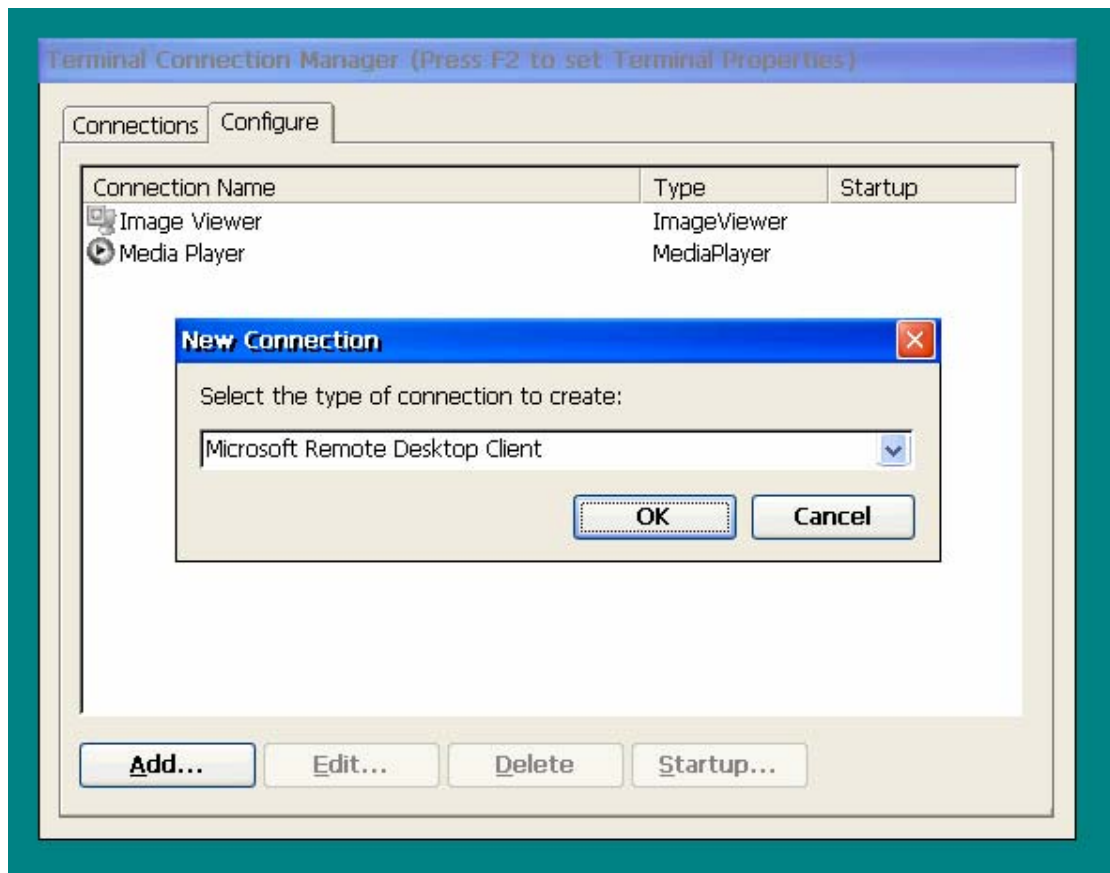 Terminal Connection Manager (Press F2 to set Terminal Properties)
Connections Configure
Connection Name Type Startup
Image Viewer ImageViewer
Media Player MediaPlayer
New Connection
Select the type of connection to create:
Microsoft Remote Desktop Client
OK Cancel
Add... Edit... Delete Startup...